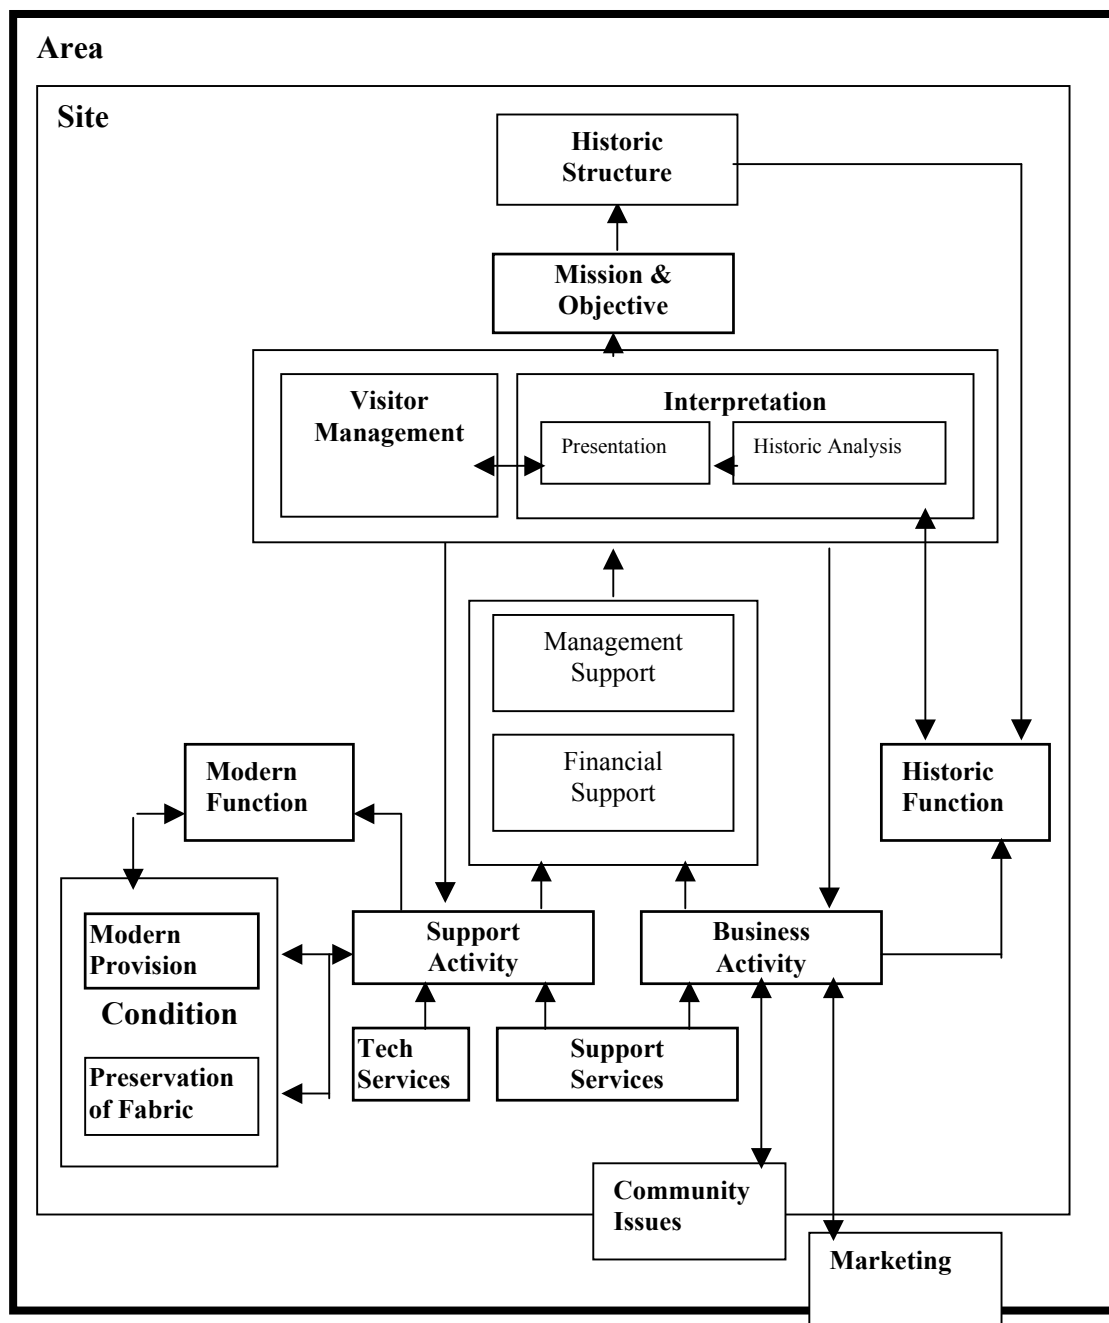 Area
Site
Historic
Structure
Mission &
Objective
Visitor
Management
Interpretation
Presentation
Historic Analysis
Management
Support
Financial
Support
Modern
Function
Historic
Function
Modern
Provision
Condition
Preservation
of Fabric
Support
Activity
Business
Activity
Tech
Services
Support
Services
Community
Issues
Marketing